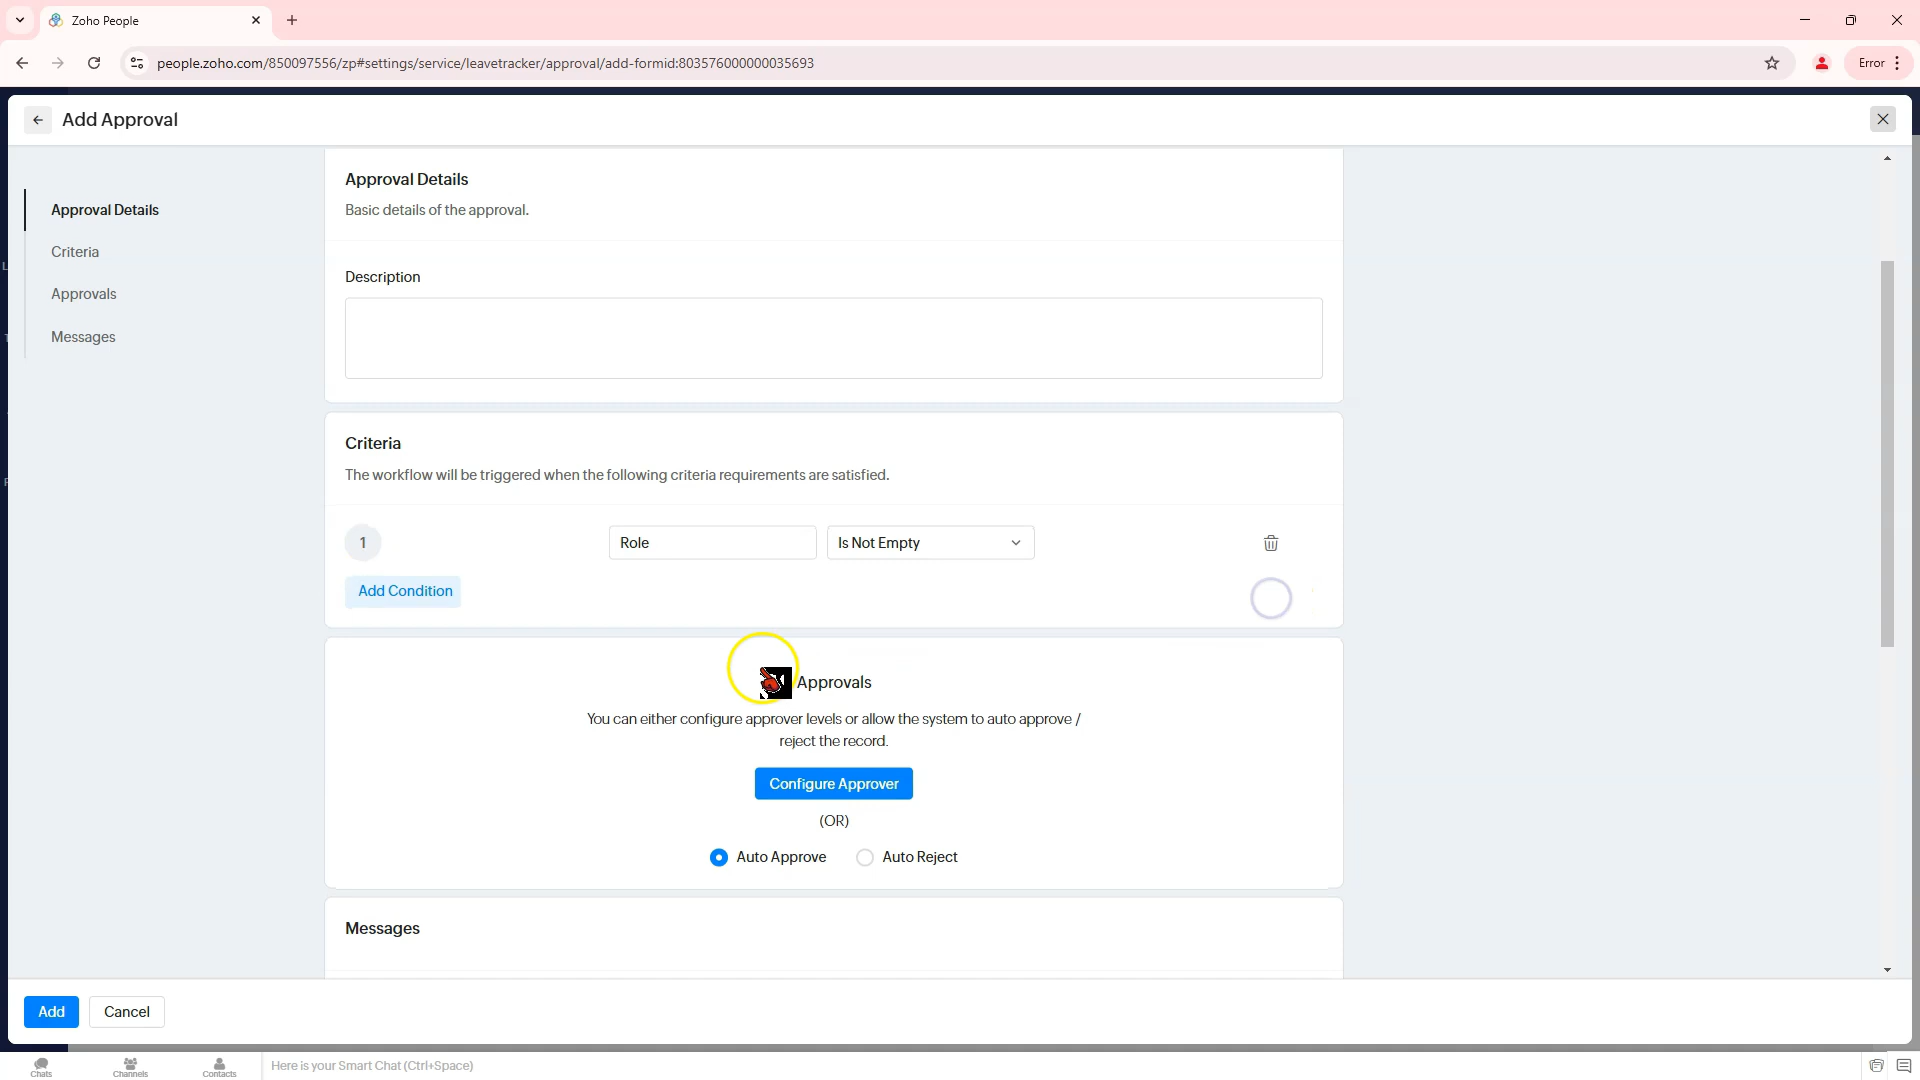 Zoho People
people.zoho.com/850097556/zp#settings/service/leavetracker/approval/add-formid:803576000000035693
Error
Add Approval
Approval Details
Criteria
Approvals
Messages
Approval Details
Basic details of the approval.
Description
Criteria
The workflow will be triggered when the following criteria requirements are satisfied.
1
Role
Is Not Empty
Add Condition
Approvals
You can either configure approver levels or allow the system to auto approve /
reject the record.
Configure Approver
(OR)
Auto Approve
Auto Reject
Messages
Add
Cancel
Chats
Channels
Contacts
Here is your Smart Chat (Ctrl+Space)